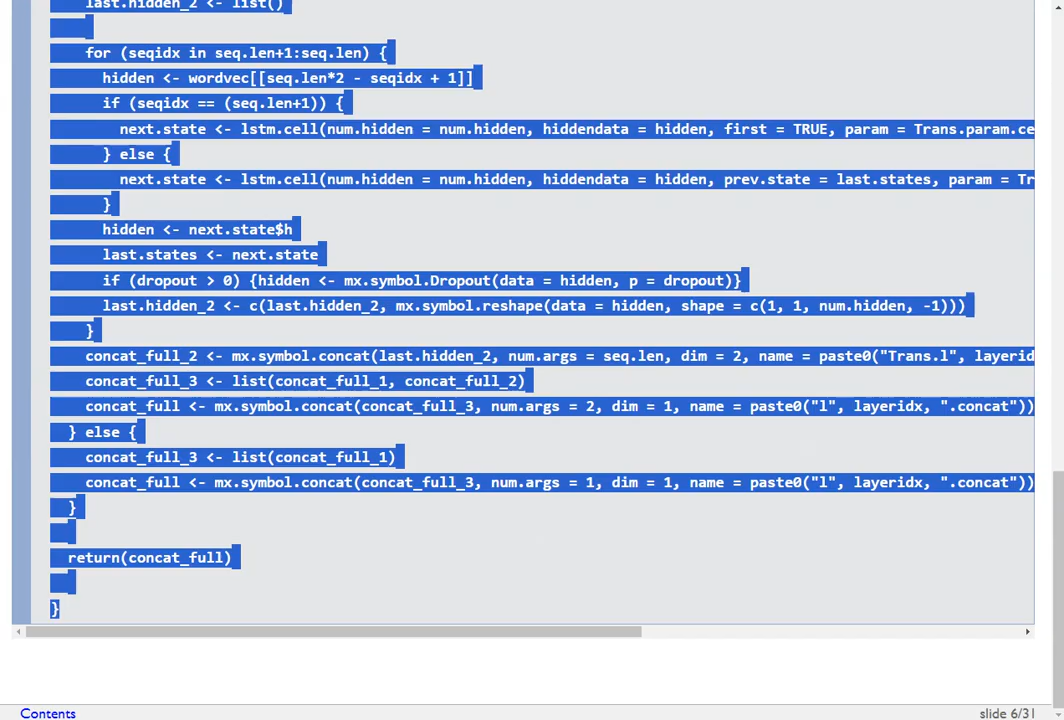 last.hidden_2 <- list()
for (seqidx in seq.len+1:seq.len) {
hidden <- wordvec[[seq.len*2 - seqidx + 1]]
if (seqidx == (seq.len+1)) {
next.state <- lstm.cell(num.hidden = num.hidden, hiddendata = hidden, first = TRUE, param = Trans.param.ce
} else {
next.state <- lstm.cell(num.hidden = num.hidden, hiddendata = hidden, prev.state = last.states, param = Tr
}
hidden <- next.state$h
last.states <- next.state
if (dropout > 0) {hidden <- mx.symbol.Dropout(data = hidden, p = dropout)}
last.hidden_2 <- c(last.hidden_2, mx.symbol.reshape(data = hidden, shape = c(1, 1, num.hidden, -1)))
}
concat_full_2 <- mx.symbol.concat(last.hidden_2, num.args = seq.len, dim = 2, name = paste0("Trans.l", layerid
concat_full_3 <- list(concat_full_1, concat_full_2)
concat_full <- mx.symbol.concat(concat_full_3, num.args = 2, dim = 1, name = paste0("l", layeridx, ".concat"))
} else {
concat_full_3 <- list(concat_full_1)
concat_full <- mx.symbol.concat(concat_full_3, num.args = 1, dim = 1, name = paste0("l", layeridx, ".concat"))
}
return(concat_full)
}
Contents
slide 6/31